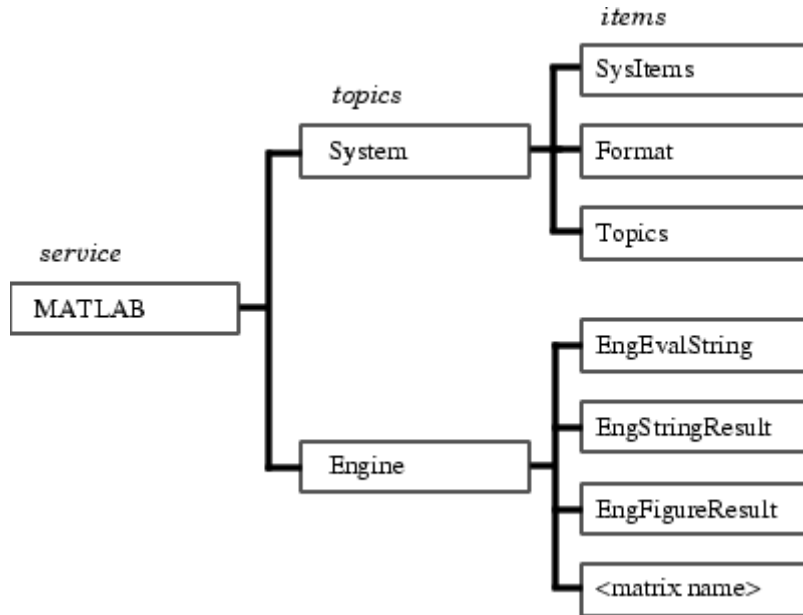 items
SysItems
topics
System
Format
Topics
service
MATLAB
EngEvalString
EngStringResult
Engine
EngFigureResult
<matrix name>